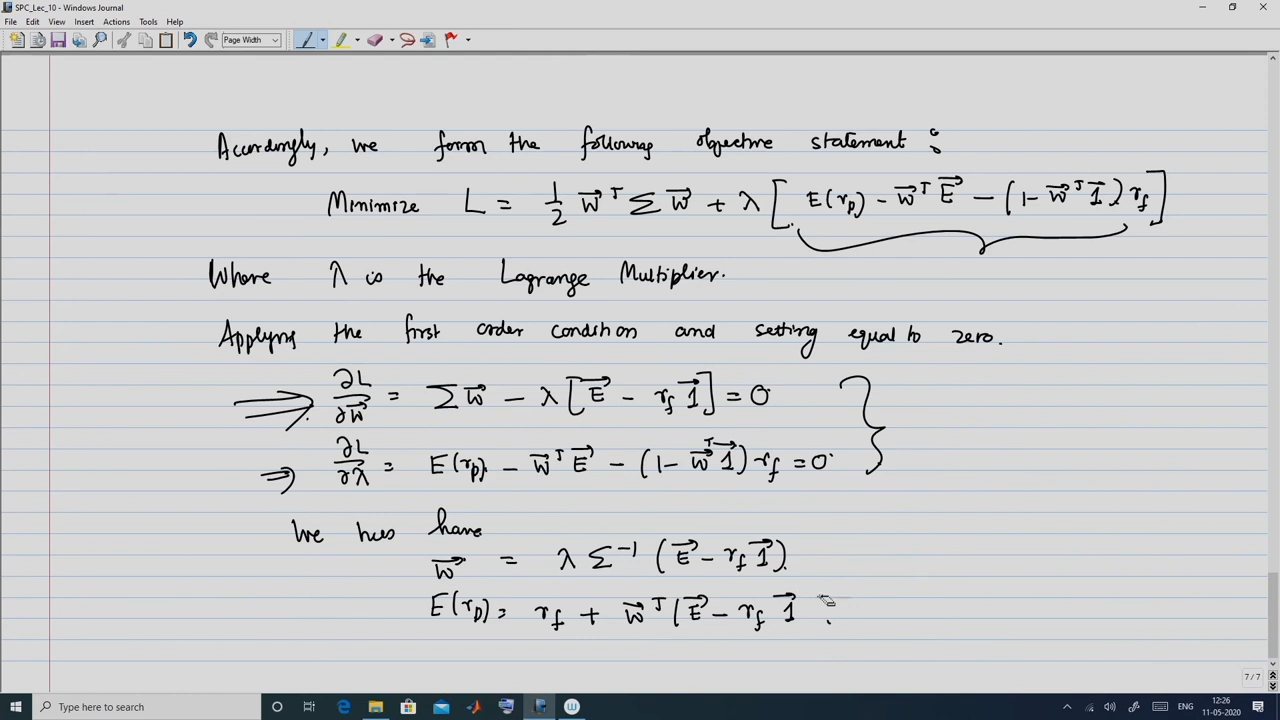 SPC_Lec_10 - Windows Journal
File Edit View Insert Actions Tools Help
Page Width
Accordingly, we form the following objective statement :
Minimize L = 1/2 w⃗ᵀ Σ w⃗ + λ [ E(r_p) - w⃗ᵀ E⃗ - (1 - w⃗ᵀ 1⃗) r_f ]
Where λ is the Lagrange Multiplier.
Applying the first order condition and setting equal to zero.
∂L/∂w⃗ = Σ w⃗ - λ [ E⃗ - r_f 1⃗ ] = 0
∂L/∂λ = E(r_p) - w⃗ᵀ E⃗ - (1 - w⃗ᵀ 1⃗) r_f = 0
We hus have
w⃗ = λ Σ⁻¹ ( E⃗ - r_f 1⃗ )
E(r_p) = r_f + w⃗ᵀ ( E⃗ - r_f 1⃗
7/7
Type here to search
12:26
11-05-2020